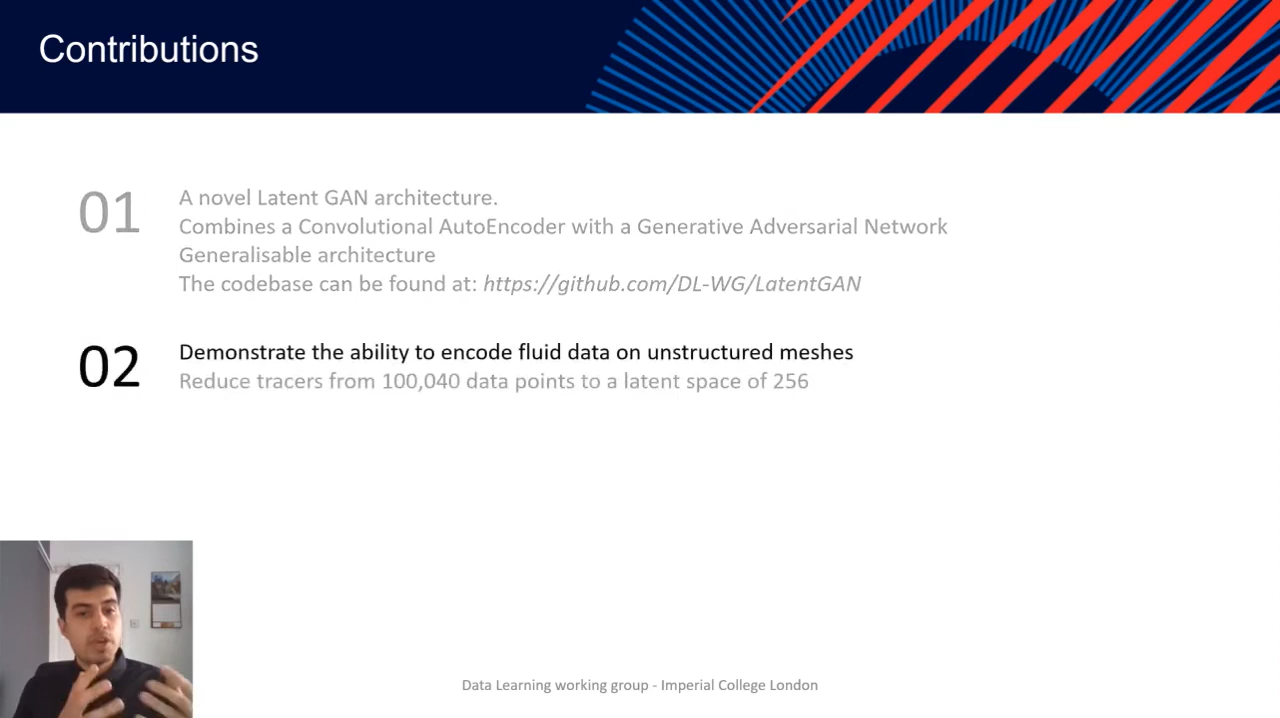 Contributions
01
A novel Latent GAN architecture.
Combines a Convolutional AutoEncoder with a Generative Adversarial Network
Generalisable architecture
The codebase can be found at: https://github.com/DL-WG/LatentGAN
02
Demonstrate the ability to encode fluid data on unstructured meshes
Reduce tracers from 100,040 data points to a latent space of 256
Data Learning working group - Imperial College London